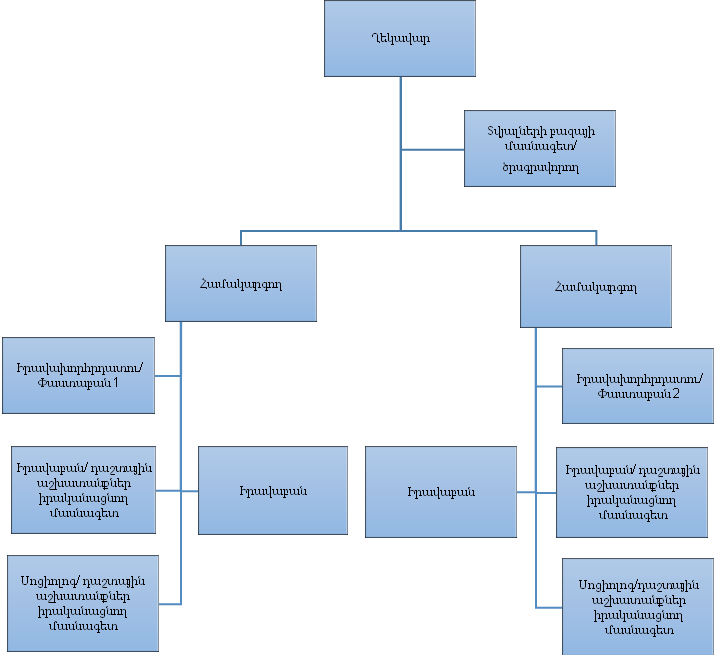 Ղեկավար
Տվյալների բազայի
մասնագետ/
ծրագրավորող
Համակարգող
Համակարգող
Իրավախորհրդատու/
Փաստաբան 1
Իրավախորհրդատու/
Փաստաբան 2
Իրավաբան/ դաշտային
աշխատանքներ
իրականացնող
մասնագետ
Իրավաբան
Իրավաբան
Իրավաբան/ դաշտային
աշխատանքներ
իրականացնող
մասնագետ
Սոցիոլոգ/ դաշտային
աշխատանքներ
իրականացնող
մասնագետ
Սոցիոլոգ/դաշտային
աշխատանքներ
իրականացնող
մասնագետ